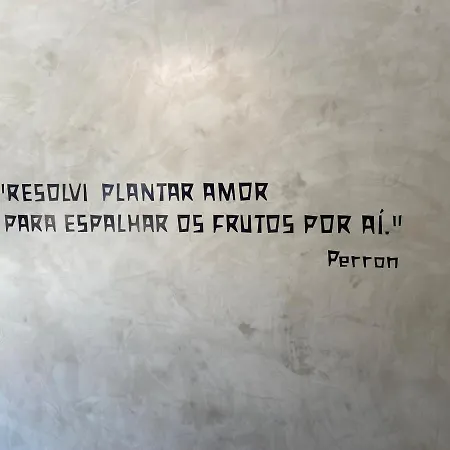 "RESOLVI PLANTAR AMOR
PARA ESPALHAR OS FRUTOS POR AÍ."
Perron